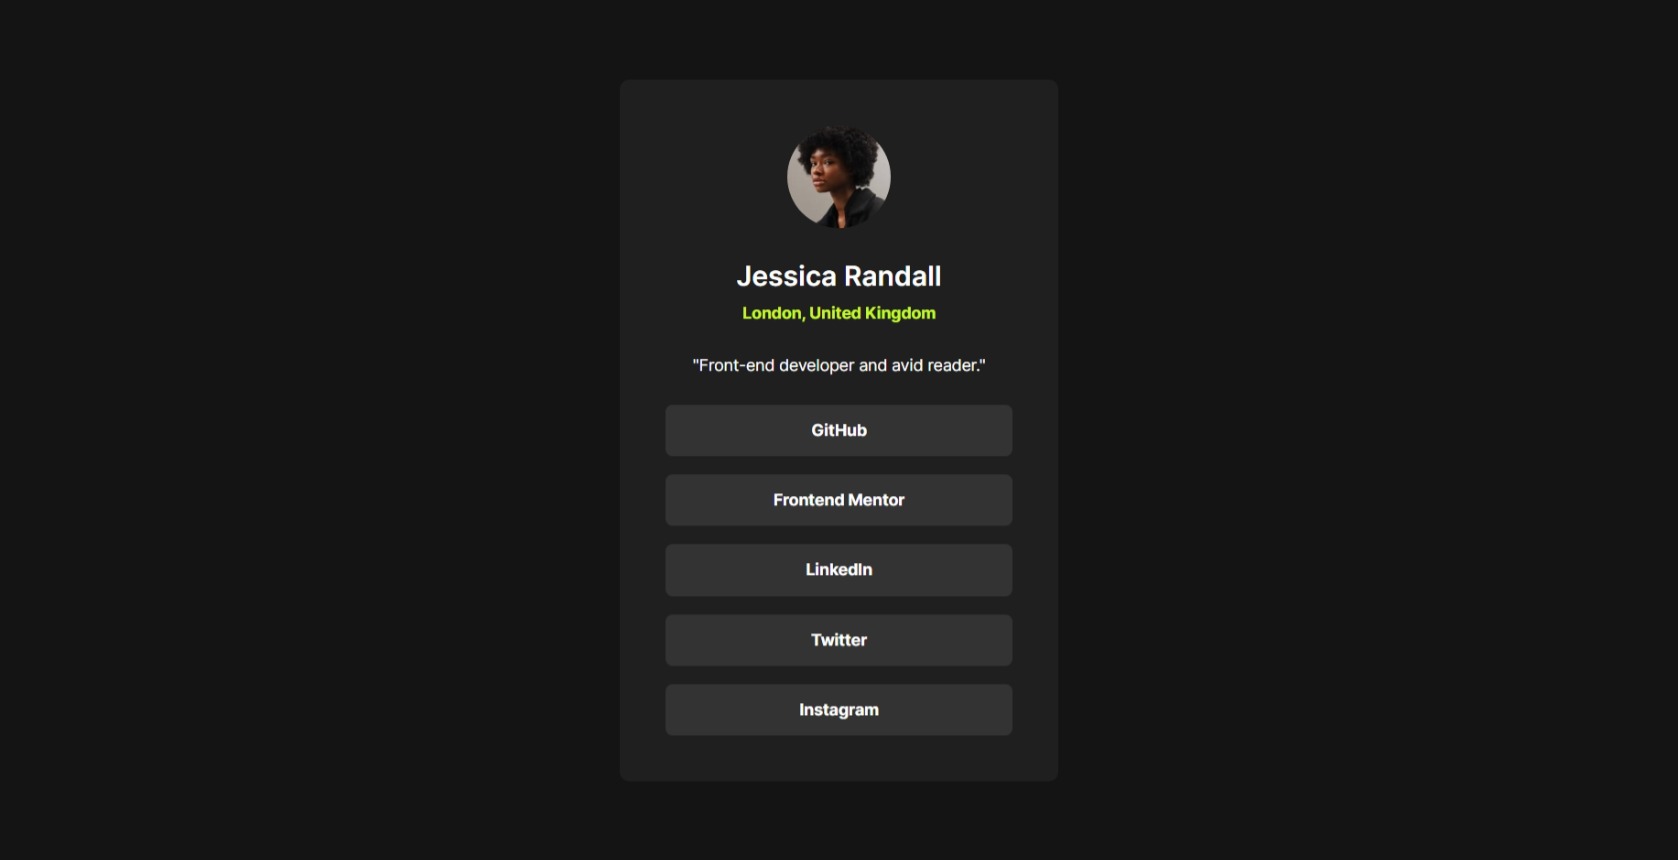 Jessica Randall
London, United Kingdom
"Front-end developer and avid reader."
GitHub
Frontend Mentor
LinkedIn
Twitter
Instagram